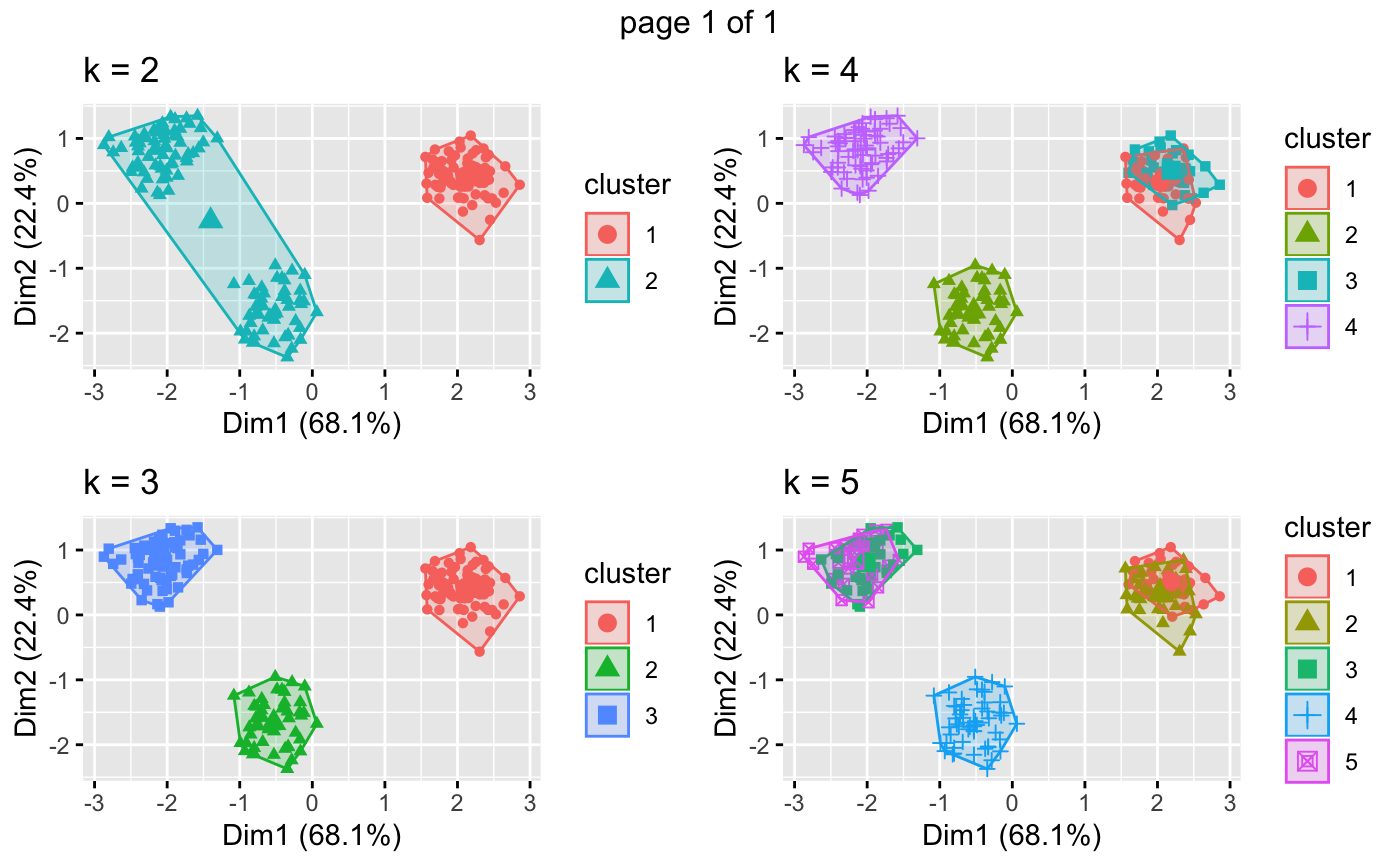 page 1 of 1
k = 2
1
0
-1
-2
Dim2 (22.4%)
-3 -2 -1 0 1 2 3
Dim1 (68.1%)
cluster
1
2
k = 4
1
0
-1
-2
Dim2 (22.4%)
-3 -2 -1 0 1 2 3
Dim1 (68.1%)
cluster
1
2
3
4
k = 3
1
0
-1
-2
Dim2 (22.4%)
-3 -2 -1 0 1 2 3
Dim1 (68.1%)
cluster
1
2
3
k = 5
1
0
-1
-2
Dim2 (22.4%)
-3 -2 -1 0 1 2 3
Dim1 (68.1%)
cluster
1
2
3
4
5